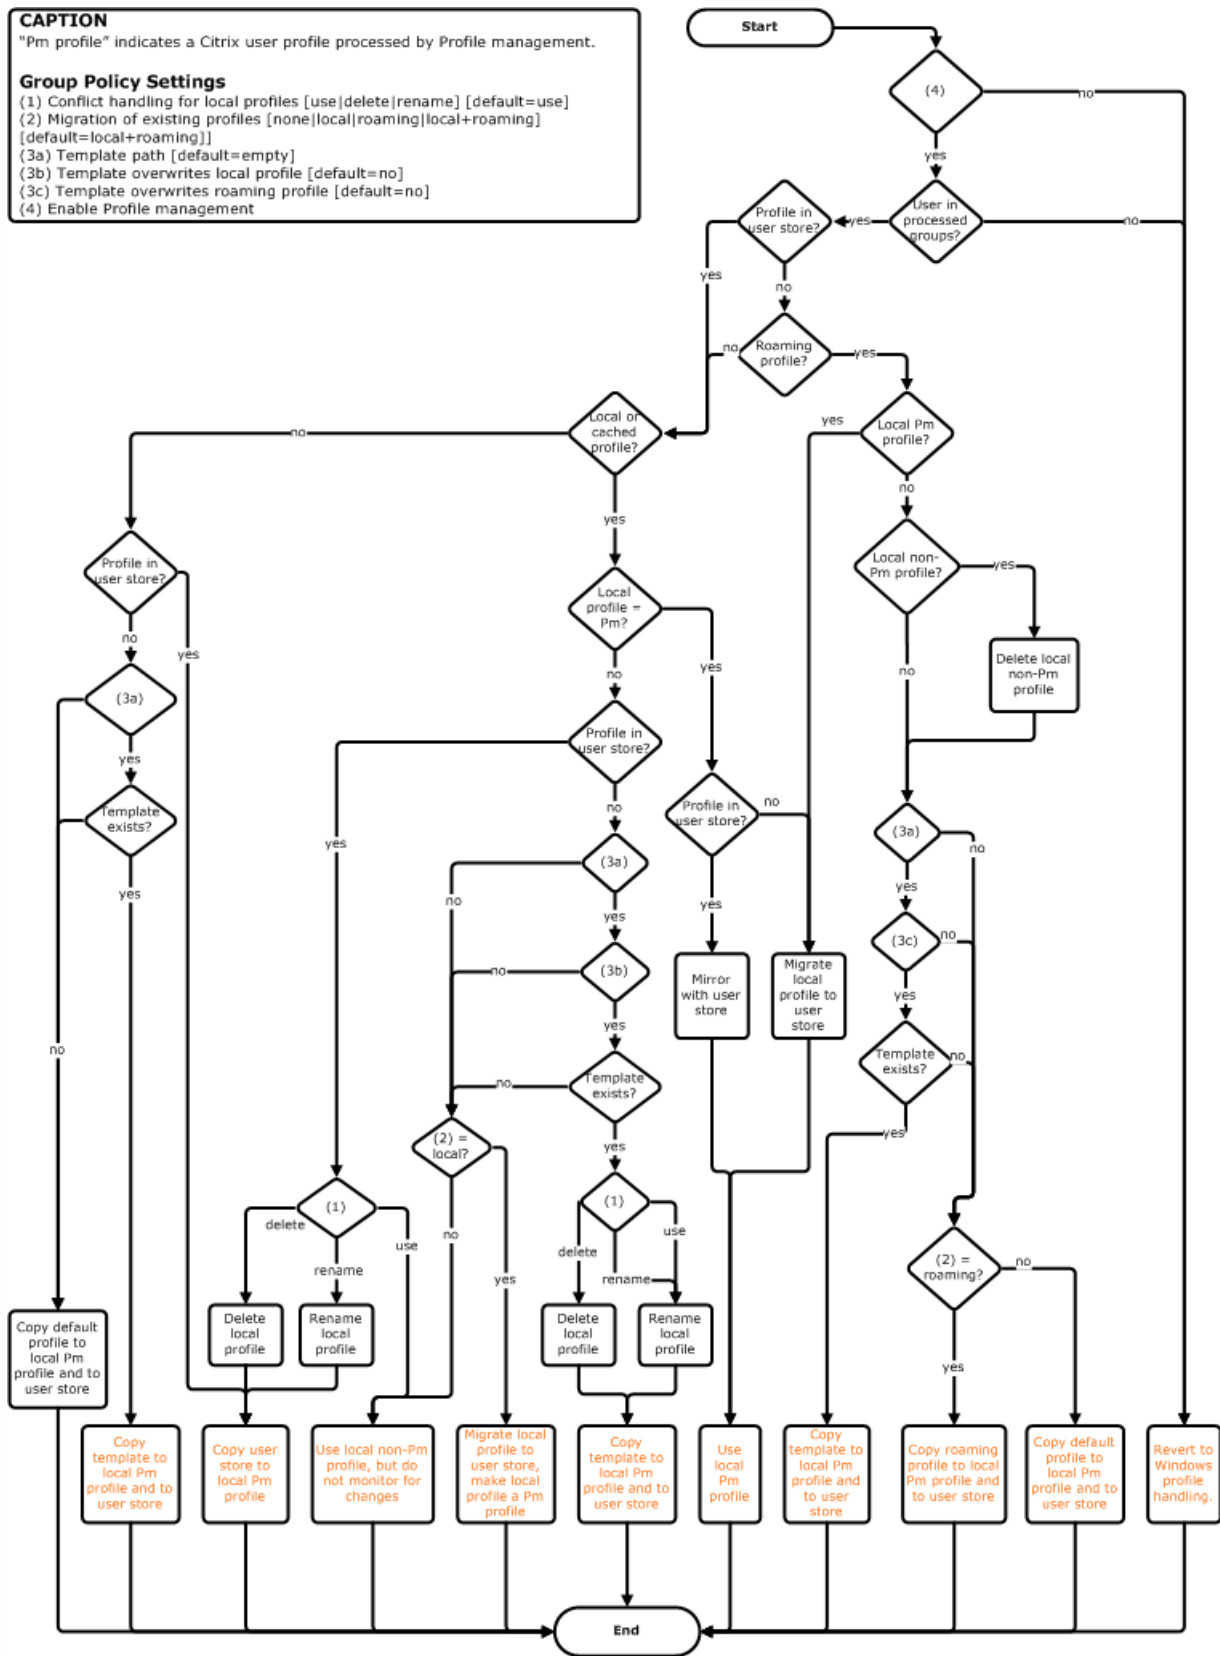 CAPTION
"Pm profile" indicates a Citrix user profile processed by Profile management.
Group Policy Settings
(1) Conflict handling for local profiles [use|delete|rename] [default=use]
(2) Migration of existing profiles [none|local|roaming|local+roaming]
[default=local+roaming]]
(3a) Template path [default=empty]
(3b) Template overwrites local profile [default=no]
(3c) Template overwrites roaming profile [default=no]
(4) Enable Profile management
Start
(4)
no
yes
User in
processed
groups?
no
yes
Profile in
user store?
yes
no
Roaming
profile?
no
yes
Local or
cached
profile?
no
yes
Local Pm
profile?
yes
no
Local non-
Pm profile?
yes
no
Delete local
non-Pm
profile
Profile in
user store?
no
yes
(3a)
yes
no
Template
exists?
yes
Local
profile =
Pm?
yes
no
Profile in
user store?
yes
no
Profile in
user store?
no
yes
(3a)
no
yes
(3b)
no
yes
Template
exists?
no
yes
(3a)
no
yes
(3c)
no
yes
Template
exists?
no
yes
Mirror
with user
store
Migrate
local
profile to
user
store
(2) =
local?
no
yes
(1)
delete
use
rename
(1)
delete
use
rename
(2) =
roaming?
no
yes
Copy default
profile to
local Pm
profile and to
user store
Delete
local
profile
Rename
local
profile
Delete
local
profile
Rename
local
profile
Copy
template to
local Pm
profile and to
user store
Copy user
store to
local Pm
profile
Use local non-Pm
profile, but do
not monitor for
changes
Migrate local
profile to
user store,
make local
profile a Pm
profile
Copy
template to
local Pm
profile and to
user store
Use
local
Pm
profile
Copy
template to
local Pm
profile and
to user
store
Copy roaming
profile to local
Pm profile and
to user store
Copy default
profile to
local Pm
profile and to
user store
Revert to
Windows
profile
handling.
End